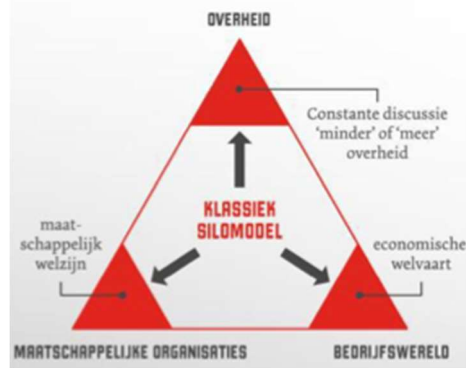 OVERHEID
Constante discussie
‘minder’ of ‘meer’
overheid
KLASSIEK
SILOMODEL
maat-
schappelijk
welzijn
economische
welvaart
MAATSCHAPPELIJKE ORGANISATIES
BEDRIJFSWERELD